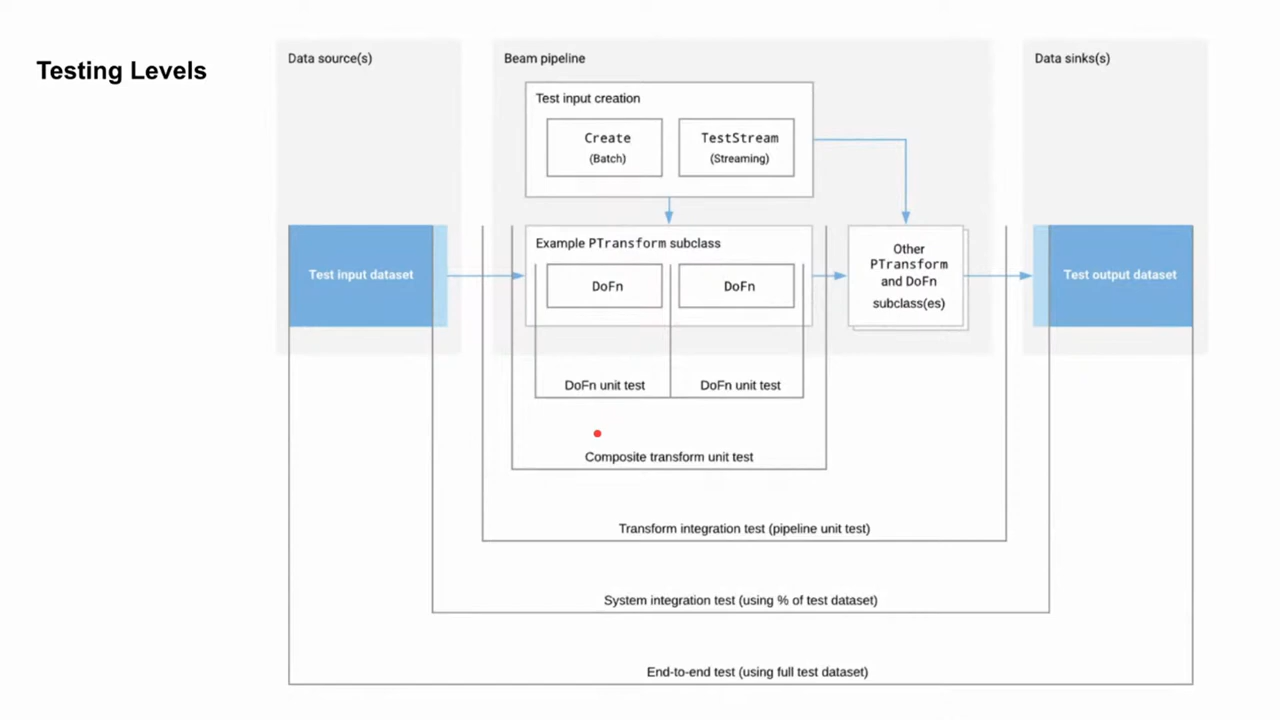 Testing Levels
Data source(s)
Beam pipeline
Data sinks(s)
Test input creation
Create
(Batch)
TestStream
(Streaming)
Test input dataset
Example PTransform subclass
DoFn
DoFn
Other
PTransform
and DoFn
subclass(es)
Test output dataset
DoFn unit test
DoFn unit test
Composite transform unit test
Transform integration test (pipeline unit test)
System integration test (using % of test dataset)
End-to-end test (using full test dataset)